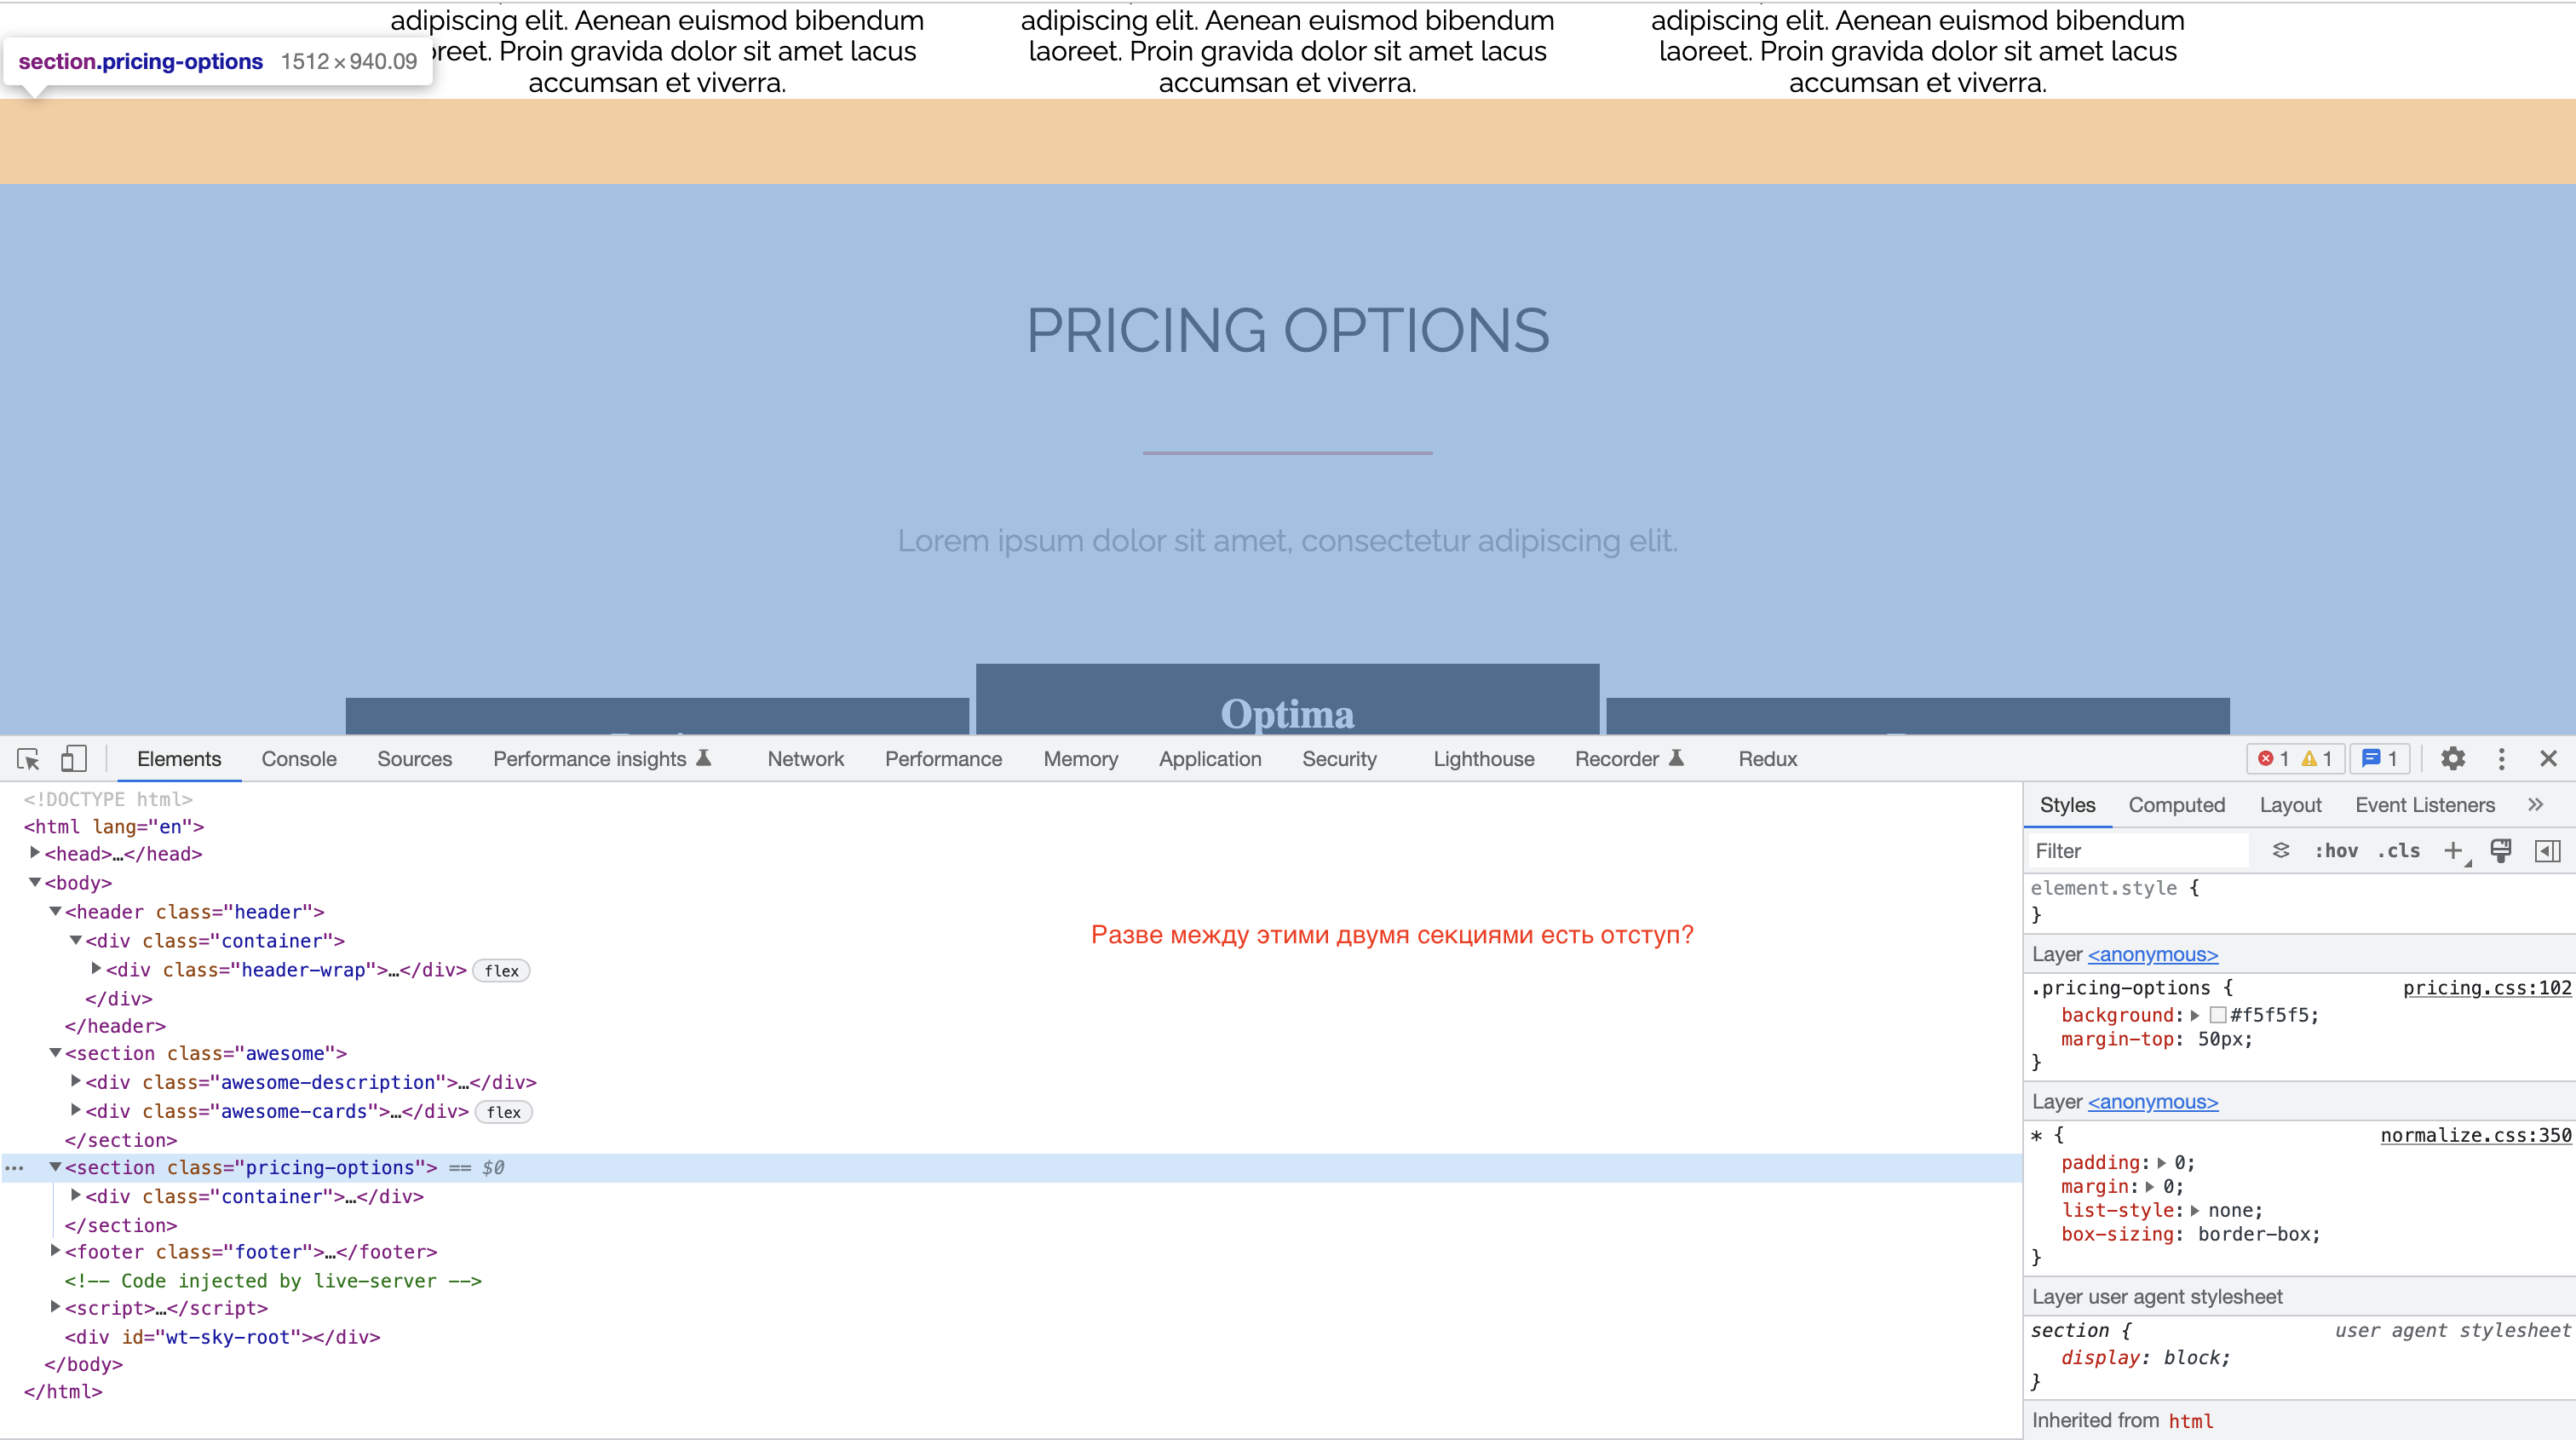 adipiscing elit. Aenean euismod bibendum
oreet. Proin gravida dolor sit amet lacus
accumsan et viverra.
adipiscing elit. Aenean euismod bibendum
laoreet. Proin gravida dolor sit amet lacus
accumsan et viverra.
adipiscing elit. Aenean euismod bibendum
laoreet. Proin gravida dolor sit amet lacus
accumsan et viverra.
section.pricing-options 1512×940.09
PRICING OPTIONS
Lorem ipsum dolor sit amet, consectetur adipiscing elit.
Optima
Elements Console Sources Performance insights Network Performance Memory Application Security Lighthouse Recorder Redux 1 1 1
<!DOCTYPE html>
<html lang="en">
<head>…</head>
<body>
<header class="header">
<div class="container">
<div class="header-wrap">…</div> flex
</div>
</header>
<section class="awesome">
<div class="awesome-description">…</div>
<div class="awesome-cards">…</div> flex
</section>
<section class="pricing-options"> == $0
<div class="container">…</div>
</section>
<footer class="footer">…</footer>
<!-- Code injected by live-server -->
<script>…</script>
<div id="wt-sky-root"></div>
</body>
</html>
Разве между этими двумя секциями есть отступ?
Styles Computed Layout Event Listeners »
Filter :hov .cls +
element.style {
}
Layer <anonymous>
.pricing-options { pricing.css:102
background: #f5f5f5;
margin-top: 50px;
}
Layer <anonymous>
* { normalize.css:350
padding: 0;
margin: 0;
list-style: none;
box-sizing: border-box;
}
Layer user agent stylesheet
section { user agent stylesheet
display: block;
}
Inherited from html